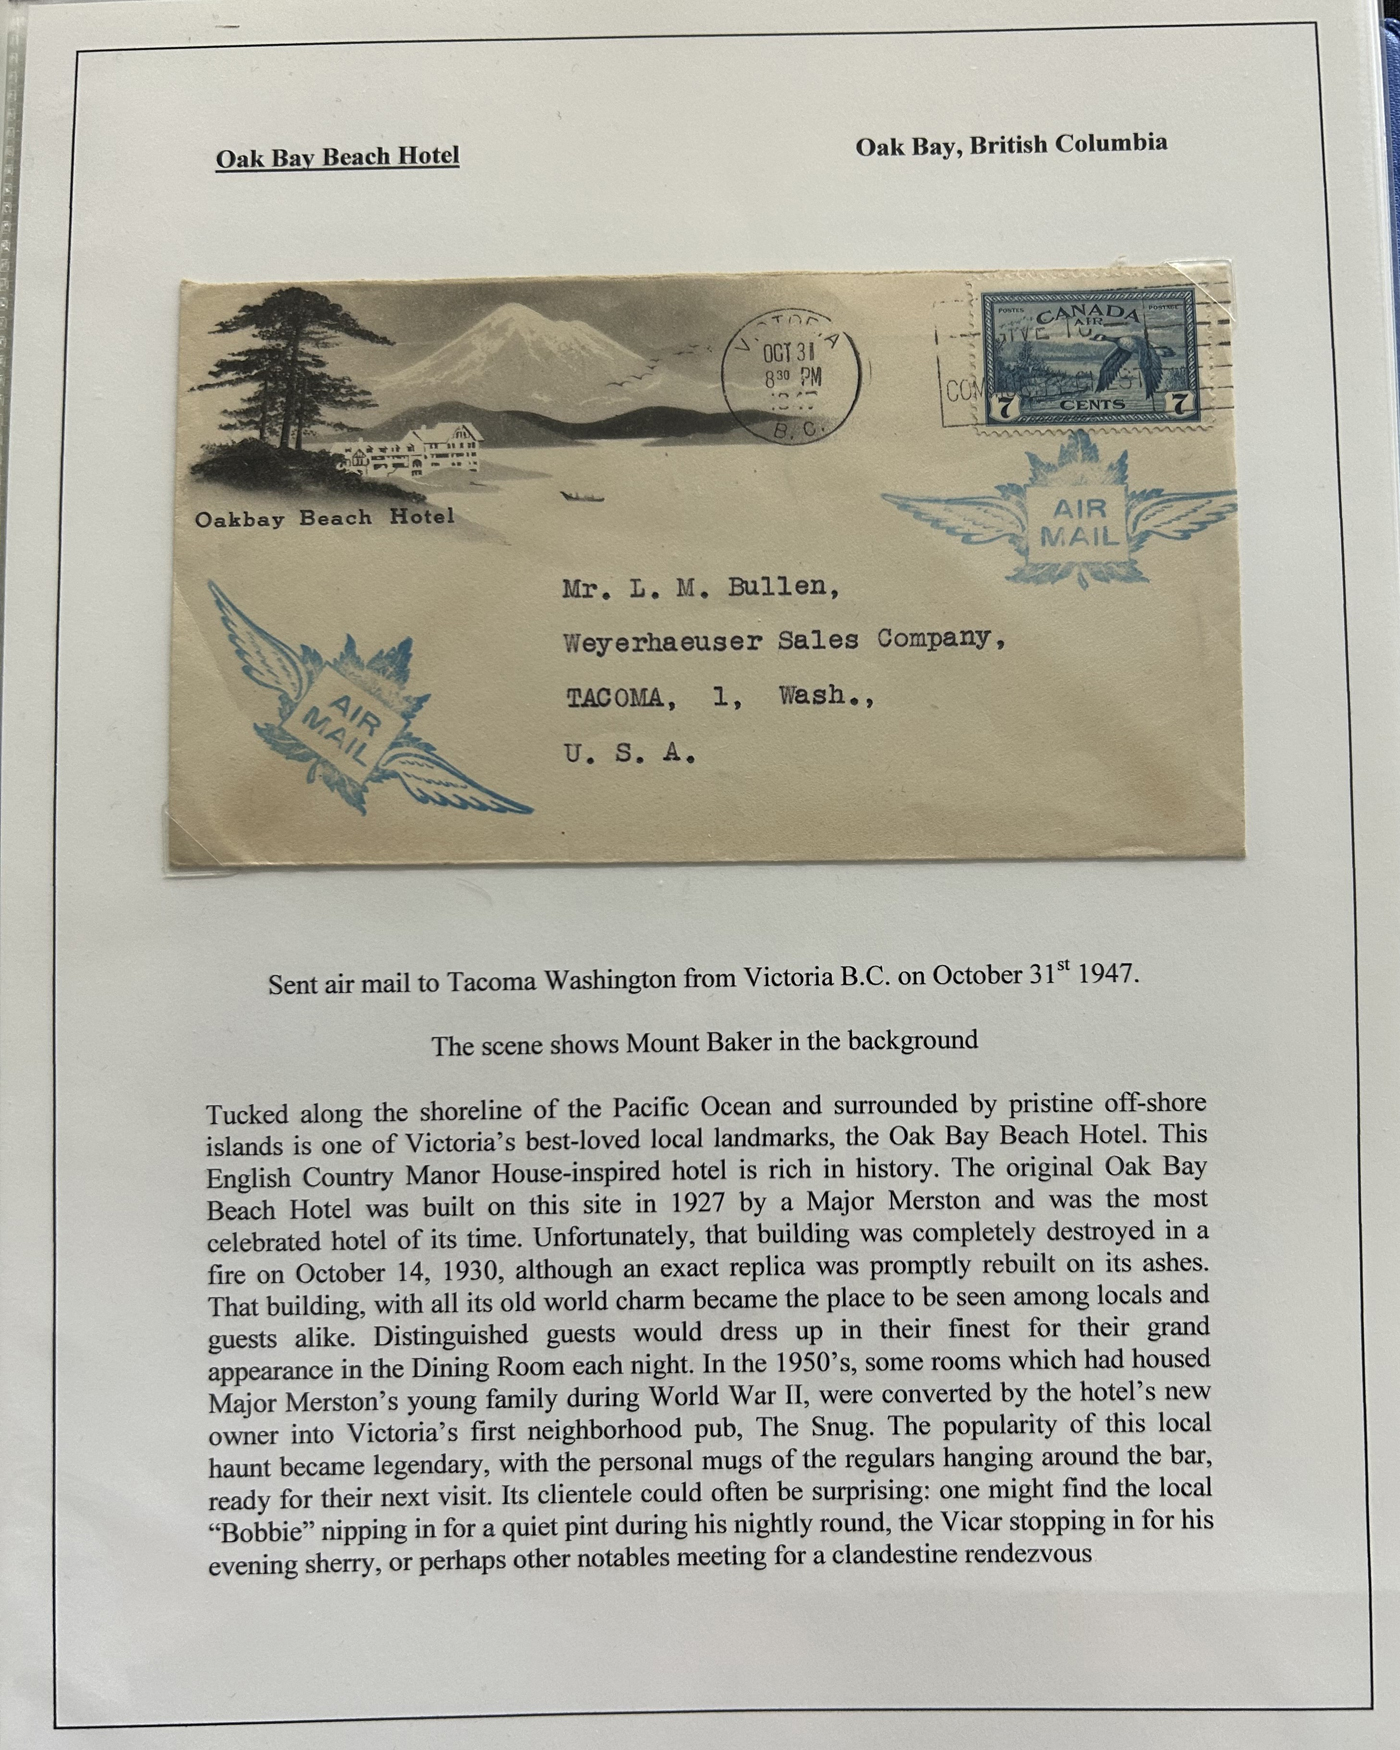 Oak Bay Beach Hotel
Oak Bay, British Columbia
VICTORIA
OCT 31
8 30 PM
B. C.
GIVE TO
POSTES POSTAGE
CANADA
AIR
7 CENTS 7
Oakbay Beach Hotel
AIR
MAIL
Mr. L. M. Bullen,
Weyerhaeuser Sales Company,
TACOMA, 1, Wash.,
U. S. A.
AIR
MAIL
Sent air mail to Tacoma Washington from Victoria B.C. on October 31st 1947.
The scene shows Mount Baker in the background
Tucked along the shoreline of the Pacific Ocean and surrounded by pristine off-shore
islands is one of Victoria’s best-loved local landmarks, the Oak Bay Beach Hotel. This
English Country Manor House-inspired hotel is rich in history. The original Oak Bay
Beach Hotel was built on this site in 1927 by a Major Merston and was the most
celebrated hotel of its time. Unfortunately, that building was completely destroyed in a
fire on October 14, 1930, although an exact replica was promptly rebuilt on its ashes.
That building, with all its old world charm became the place to be seen among locals and
guests alike. Distinguished guests would dress up in their finest for their grand
appearance in the Dining Room each night. In the 1950’s, some rooms which had housed
Major Merston’s young family during World War II, were converted by the hotel’s new
owner into Victoria’s first neighborhood pub, The Snug. The popularity of this local
haunt became legendary, with the personal mugs of the regulars hanging around the bar,
ready for their next visit. Its clientele could often be surprising: one might find the local
“Bobbie” nipping in for a quiet pint during his nightly round, the Vicar stopping in for his
evening sherry, or perhaps other notables meeting for a clandestine rendezvous